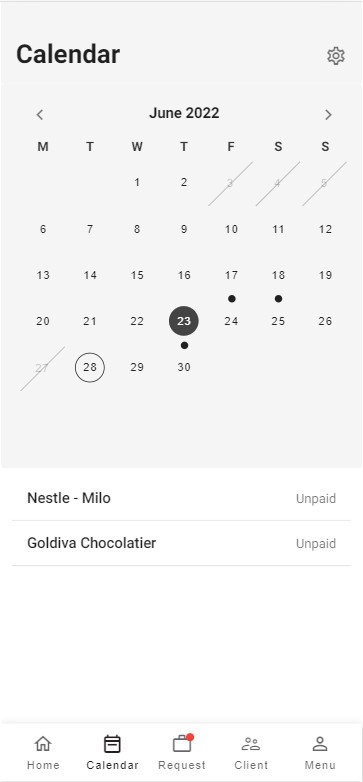 Calendar
June 2022
M T W T F S S
1 2 3 4 5
6 7 8 9 10 11 12
13 14 15 16 17 18 19
20 21 22 23 24 25 26
27 28 29 30
Nestle - Milo Unpaid
Goldiva Chocolatier Unpaid
Home Calendar Request Client Menu